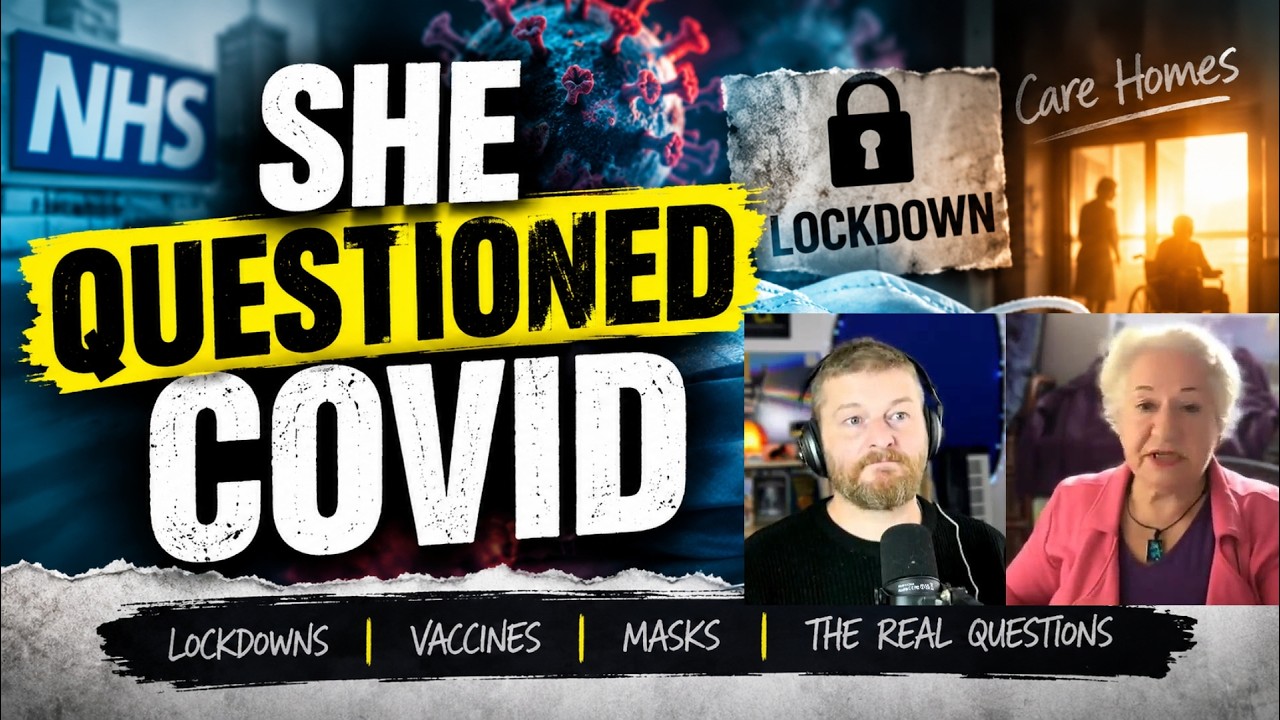 NHS
SHE
QUESTIONED
COVID
LOCKDOWN
Care Homes
LOCKDOWNS | VACCINES | MASKS | THE REAL QUESTIONS